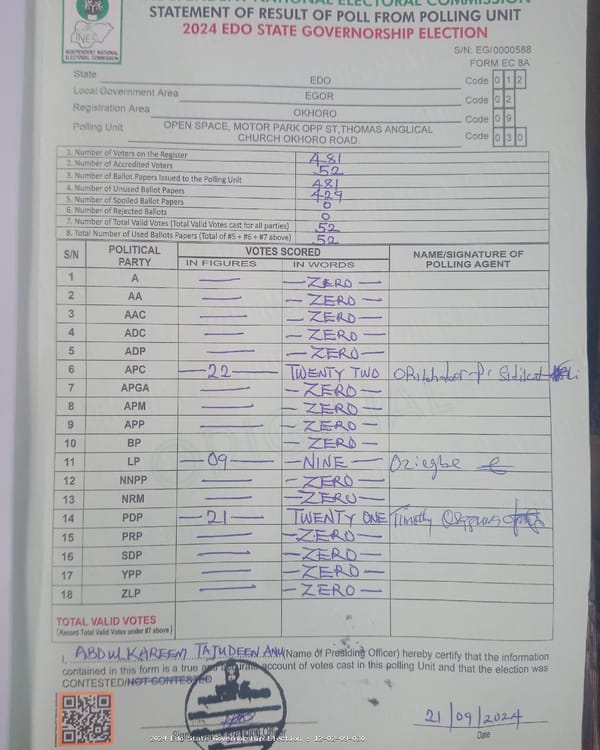 INDEPENDENT NATIONAL ELECTORAL COMMISSION
STATEMENT OF RESULT OF POLL FROM POLLING UNIT
2024 EDO STATE GOVERNORSHIP ELECTION
INEC
INDEPENDENT NATIONAL
ELECTORAL COMMISSION
S/N: EG/0000588
FORM EC 8A
State EDO Code 0 1 2
Local Government Area EGOR Code 0 2
Registration Area OKHORO Code 0 9
Polling Unit OPEN SPACE, MOTOR PARK OPP ST,THOMAS ANGLICAL
CHURCH OKHORO ROAD. Code 0 3 0
1. Number of Voters on the Register 481
2. Number of Accredited Voters 52
3. Number of Ballot Papers Issued to the Polling Unit 481
4. Number of Unused Ballot Papers 429
5. Number of Spoiled Ballot Papers 0
6. Number of Rejected Ballots 0
7. Number of Total Valid Votes (Total Valid Votes cast for all parties) 52
8. Total Number of Used Ballots Papers (Total of #5 + #6 + #7 above) 52
S/N POLITICAL PARTY VOTES SCORED NAME/SIGNATURE OF POLLING AGENT
IN FIGURES IN WORDS
1 A — —ZERO—
2 AA — —ZERO—
3 AAC — —ZERO—
4 ADC — —ZERO—
5 ADP — —ZERO—
6 APC —22— TWENTY TWO
7 APGA — —ZERO—
8 APM — —ZERO—
9 APP — —ZERO—
10 BP —ZERO—
11 LP —09— —NINE— Oziegbe
12 NNPP — —ZERO—
13 NRM — —ZERO—
14 PDP —21— TWENTY ONE Timothy
15 PRP — —ZERO—
16 SDP — —ZERO—
17 YPP — —ZERO—
18 ZLP — —ZERO—
TOTAL VALID VOTES
(Record Total Valid Votes under #7 above)
I, ABDULKAREEM TAJUDEEN (Name of Presiding Officer) hereby certify that the information
contained in this form is a true and accurate account of votes cast in this polling Unit and that the election was
CONTESTED/NOT CONTESTED
21/09/2024
Date
2024 Edo State Governorship Election - 12-02-09-030